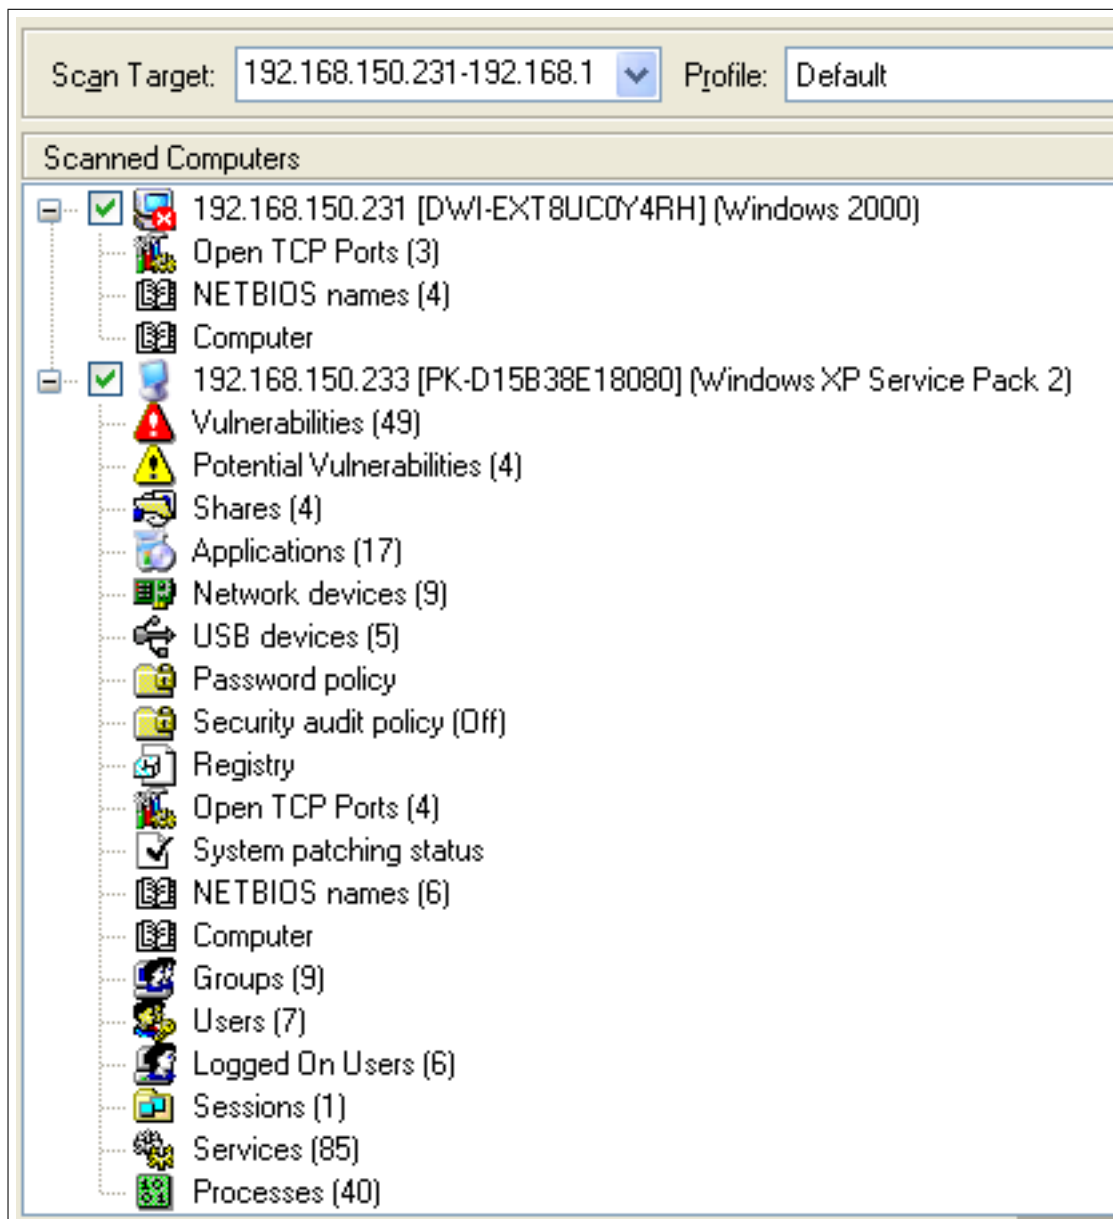 Scan Target: 192.168.150.231-192.168.1 Profile: Default
Scanned Computers
192.168.150.231 [DWI-EXT8UC0Y4RH] (Windows 2000)
Open TCP Ports (3)
NETBIOS names (4)
Computer
192.168.150.233 [PK-D15B38E18080] (Windows XP Service Pack 2)
Vulnerabilities (49)
Potential Vulnerabilities (4)
Shares (4)
Applications (17)
Network devices (9)
USB devices (5)
Password policy
Security audit policy (Off)
Registry
Open TCP Ports (4)
System patching status
NETBIOS names (6)
Computer
Groups (9)
Users (7)
Logged On Users (6)
Sessions (1)
Services (85)
Processes (40)